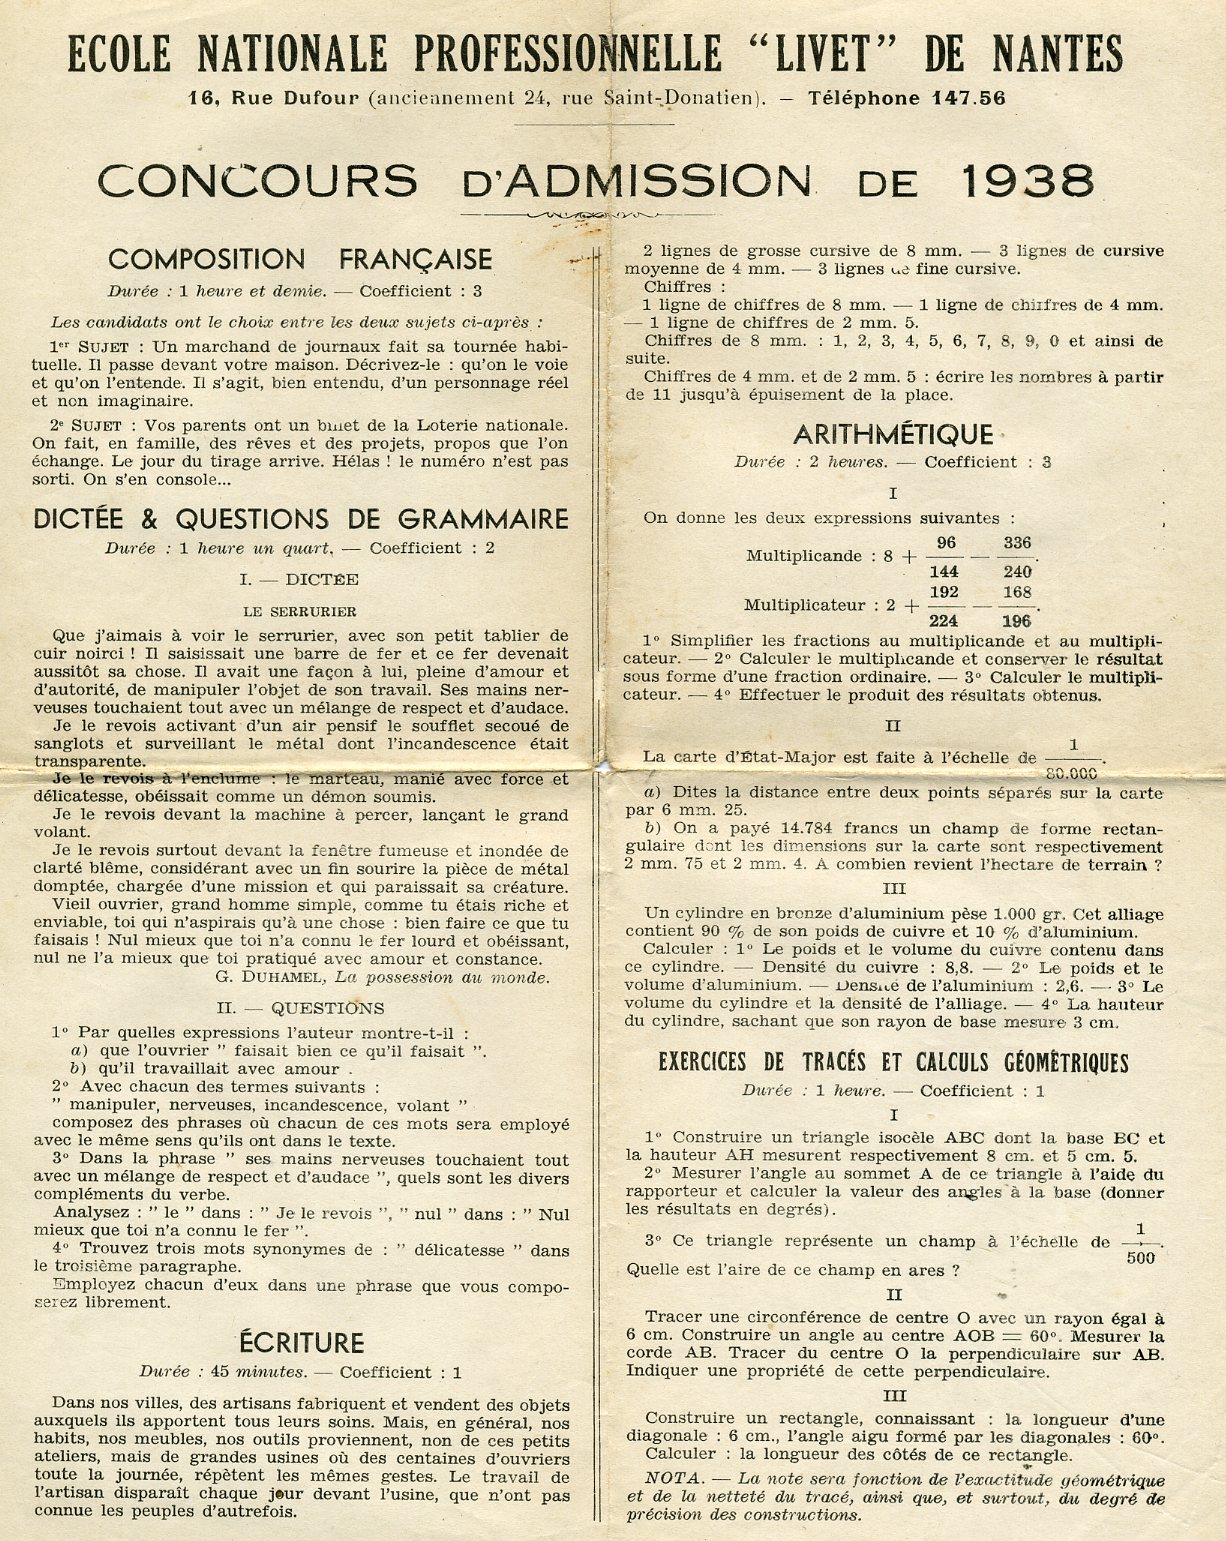 ECOLE NATIONALE PROFESSIONNELLE “LIVET” DE NANTES
16, Rue Dufour (anciennement 24, rue Saint-Donatien). — Téléphone 147.56
CONCOURS D'ADMISSION DE 1938
COMPOSITION FRANÇAISE
Durée : 1 heure et demie. — Coefficient : 3
Les candidats ont le choix entre les deux sujets ci-après :
1er SUJET : Un marchand de journaux fait sa tournée habi-
tuelle. Il passe devant votre maison. Décrivez-le : qu'on le voie
et qu'on l'entende. Il s'agit, bien entendu, d'un personnage réel
et non imaginaire.
2e SUJET : Vos parents ont un billet de la Loterie nationale.
On fait, en famille, des rêves et des projets, propos que l'on
échange. Le jour du tirage arrive. Hélas ! le numéro n'est pas
sorti. On s'en console...
DICTÉE & QUESTIONS DE GRAMMAIRE
Durée : 1 heure un quart. — Coefficient : 2
I. — DICTÉE
LE SERRURIER
Que j'aimais à voir le serrurier, avec son petit tablier de
cuir noirci ! Il saisissait une barre de fer et ce fer devenait
aussitôt sa chose. Il avait une façon à lui, pleine d'amour et
d'autorité, de manipuler l'objet de son travail. Ses mains ner-
veuses touchaient tout avec un mélange de respect et d'audace.
Je le revois activant d'un air pensif le soufflet secoué de
sanglots et surveillant le métal dont l'incandescence était
transparente.
Je le revois à l'enclume : le marteau, manié avec force et
délicatesse, obéissait comme un démon soumis.
Je le revois devant la machine à percer, lançant le grand
volant.
Je le revois surtout devant la fenêtre fumeuse et inondée de
clarté blême, considérant avec un fin sourire la pièce de métal
domptée, chargée d'une mission et qui paraissait sa créature.
Vieil ouvrier, grand homme simple, comme tu étais riche et
enviable, toi qui n'aspirais qu'à une chose : bien faire ce que tu
faisais ! Nul mieux que toi n'a connu le fer lourd et obéissant,
nul ne l'a mieux que toi pratiqué avec amour et constance.
G. DUHAMEL, La possession du monde.
II. — QUESTIONS
1° Par quelles expressions l'auteur montre-t-il :
a) que l'ouvrier ” faisait bien ce qu'il faisait ”.
b) qu'il travaillait avec amour .
2° Avec chacun des termes suivants :
” manipuler, nerveuses, incandescence, volant ”
composez des phrases où chacun de ces mots sera employé
avec le même sens qu'ils ont dans le texte.
3° Dans la phrase ” ses mains nerveuses touchaient tout
avec un mélange de respect et d'audace ”, quels sont les divers
compléments du verbe.
Analysez : ” le ” dans : ” Je le revois ”, ” nul ” dans : ” Nul
mieux que toi n'a connu le fer ”.
4° Trouvez trois mots synonymes de : ” délicatesse ” dans
le troisième paragraphe.
Employez chacun d'eux dans une phrase que vous compo-
serez librement.
ÉCRITURE
Durée : 45 minutes. — Coefficient : 1
Dans nos villes, des artisans fabriquent et vendent des objets
auxquels ils apportent tous leurs soins. Mais, en général, nos
habits, nos meubles, nos outils proviennent, non de ces petits
ateliers, mais de grandes usines où des centaines d'ouvriers
toute la journée, répètent les mêmes gestes. Le travail de
l'artisan disparaît chaque jour devant l'usine, que n'ont pas
connue les peuples d'autrefois.
2 lignes de grosse cursive de 8 mm. — 3 lignes de cursive
moyenne de 4 mm. — 3 lignes de fine cursive.
Chiffres :
1 ligne de chiffres de 8 mm. — 1 ligne de chiffres de 4 mm.
— 1 ligne de chiffres de 2 mm. 5.
Chiffres de 8 mm. : 1, 2, 3, 4, 5, 6, 7, 8, 9, 0 et ainsi de
suite.
Chiffres de 4 mm. et de 2 mm. 5 : écrire les nombres à partir
de 11 jusqu'à épuisement de la place.
ARITHMÉTIQUE
Durée : 2 heures. — Coefficient : 3
I
On donne les deux expressions suivantes :
Multiplicande : 8 + 96/144 — 336/240.
Multiplicateur : 2 + 192/224 — 168/196.
1° Simplifier les fractions au multiplicande et au multipli-
cateur. — 2° Calculer le multiplicande et conserver le résultat
sous forme d'une fraction ordinaire. — 3° Calculer le multipli-
cateur. — 4° Effectuer le produit des résultats obtenus.
II
La carte d'État-Major est faite à l'échelle de 1/80.000.
a) Dites la distance entre deux points séparés sur la carte
par 6 mm. 25.
b) On a payé 14.784 francs un champ de forme rectan-
gulaire dont les dimensions sur la carte sont respectivement
2 mm. 75 et 2 mm. 4. A combien revient l'hectare de terrain ?
III
Un cylindre en bronze d'aluminium pèse 1.000 gr. Cet alliage
contient 90 % de son poids de cuivre et 10 % d'aluminium.
Calculer : 1° Le poids et le volume du cuivre contenu dans
ce cylindre. — Densité du cuivre : 8,8. — 2° Le poids et le
volume d'aluminium. — Densité de l'aluminium : 2,6. — 3° Le
volume du cylindre et la densité de l'alliage. — 4° La hauteur
du cylindre, sachant que son rayon de base mesure 3 cm.
EXERCICES DE TRACÉS ET CALCULS GÉOMÉTRIQUES
Durée : 1 heure. — Coefficient : 1
I
1° Construire un triangle isocèle ABC dont la base BC et
la hauteur AH mesurent respectivement 8 cm. et 5 cm. 5.
2° Mesurer l'angle au sommet A de ce triangle à l'aide du
rapporteur et calculer la valeur des angles à la base (donner
les résultats en degrés).
3° Ce triangle représente un champ à l'échelle de 1/500.
Quelle est l'aire de ce champ en ares ?
II
Tracer une circonférence de centre O avec un rayon égal à
6 cm. Construire un angle au centre AOB = 60°. Mesurer la
corde AB. Tracer du centre O la perpendiculaire sur AB.
Indiquer une propriété de cette perpendiculaire.
III
Construire un rectangle, connaissant : la longueur d'une
diagonale : 6 cm., l'angle aigu formé par les diagonales : 60°.
Calculer : la longueur des côtés de ce rectangle.
NOTA. — La note sera fonction de l'exactitude géométrique
et de la netteté du tracé, ainsi que, et surtout, du degré de
précision des constructions.